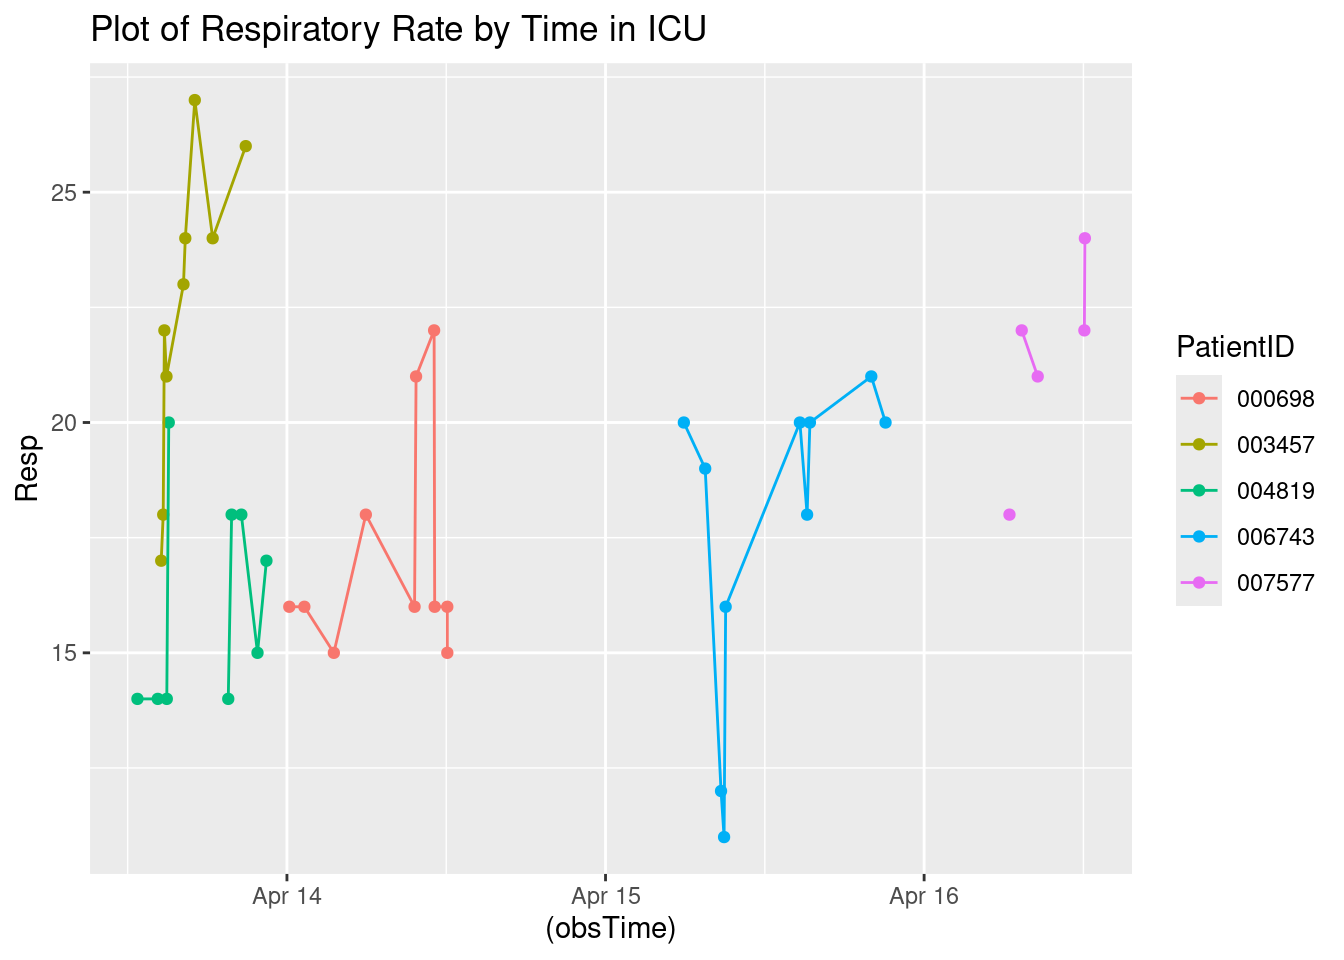 Plot of Respiratory Rate by Time in ICU
Resp
25
20
15
Apr 14
Apr 15
Apr 16
(obsTime)
PatientID
000698
003457
004819
006743
007577